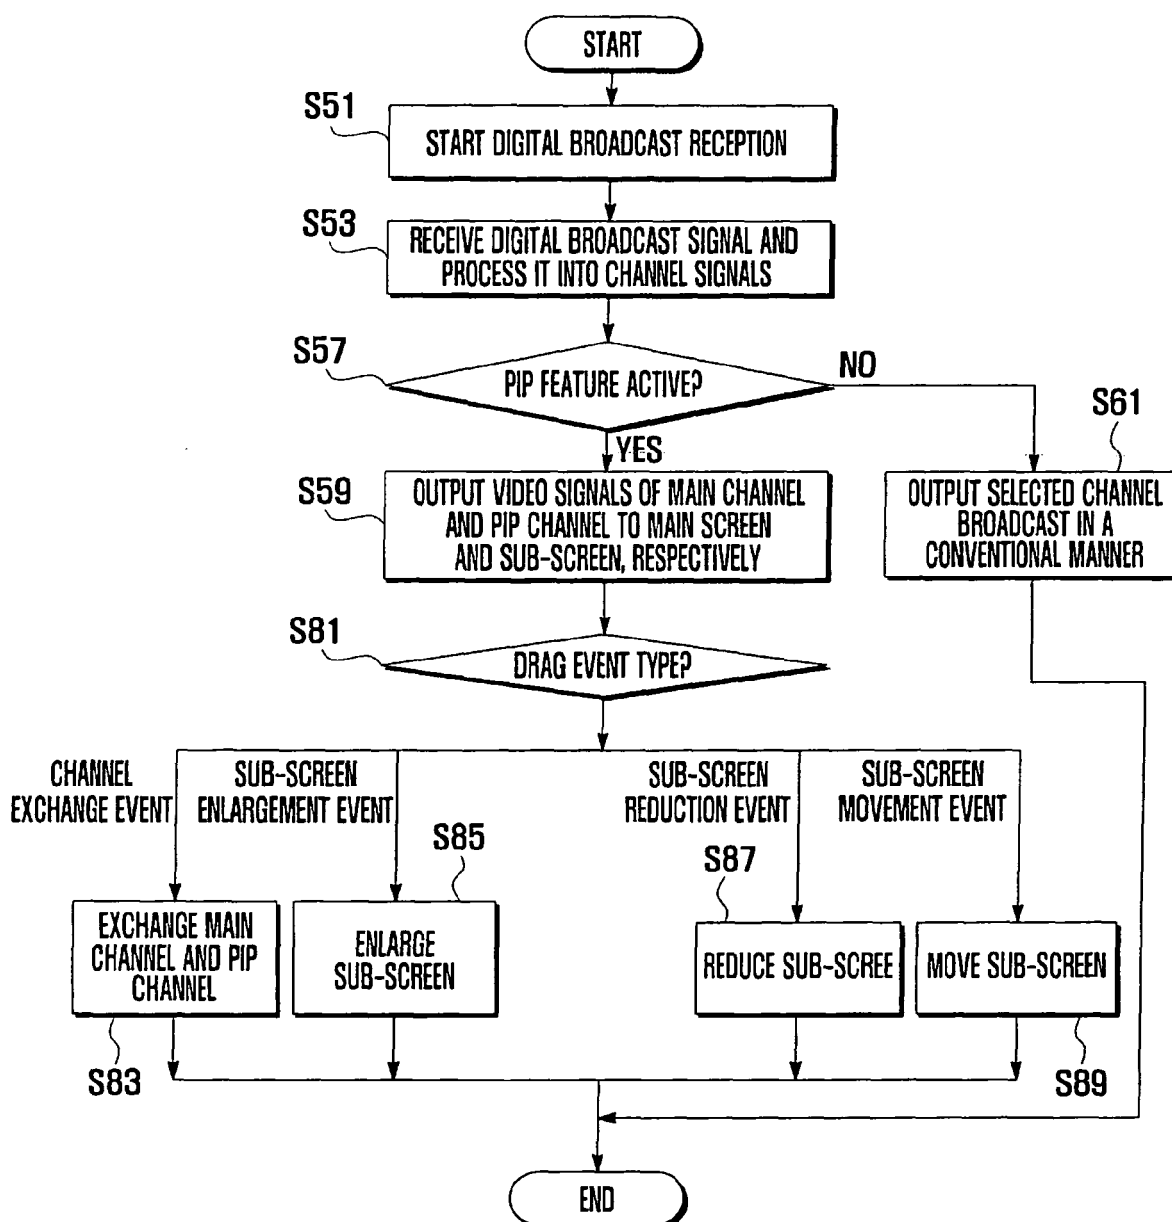 START
S51
START DIGITAL BROADCAST RECEPTION
S53
RECEIVE DIGITAL BROADCAST SIGNAL AND
PROCESS IT INTO CHANNEL SIGNALS
S57
PIP FEATURE ACTIVE?
NO
YES
S61
S59
OUTPUT VIDEO SIGNALS OF MAIN CHANNEL
AND PIP CHANNEL TO MAIN SCREEN
AND SUB-SCREEN, RESPECTIVELY
OUTPUT SELECTED CHANNEL
BROADCAST IN A
CONVENTIONAL MANNER
S81
DRAG EVENT TYPE?
CHANNEL
EXCHANGE EVENT
SUB-SCREEN
ENLARGEMENT EVENT
SUB-SCREEN
REDUCTION EVENT
SUB-SCREEN
MOVEMENT EVENT
S85
S87
EXCHANGE MAIN
CHANNEL AND PIP
CHANNEL
ENLARGE
SUB-SCREEN
REDUCE SUB-SCREE
MOVE SUB-SCREEN
S83
S89
END